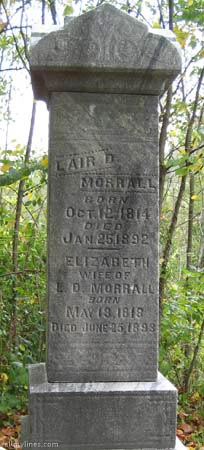 LAIR D.
MORRALL
BORN
OCT. 12, 1814
DIED
JAN. 25, 1892
ELIZABETH
WIFE OF
L. D. MORRALL
BORN
MAY 13, 1818
DIED JUNE 25, 1893